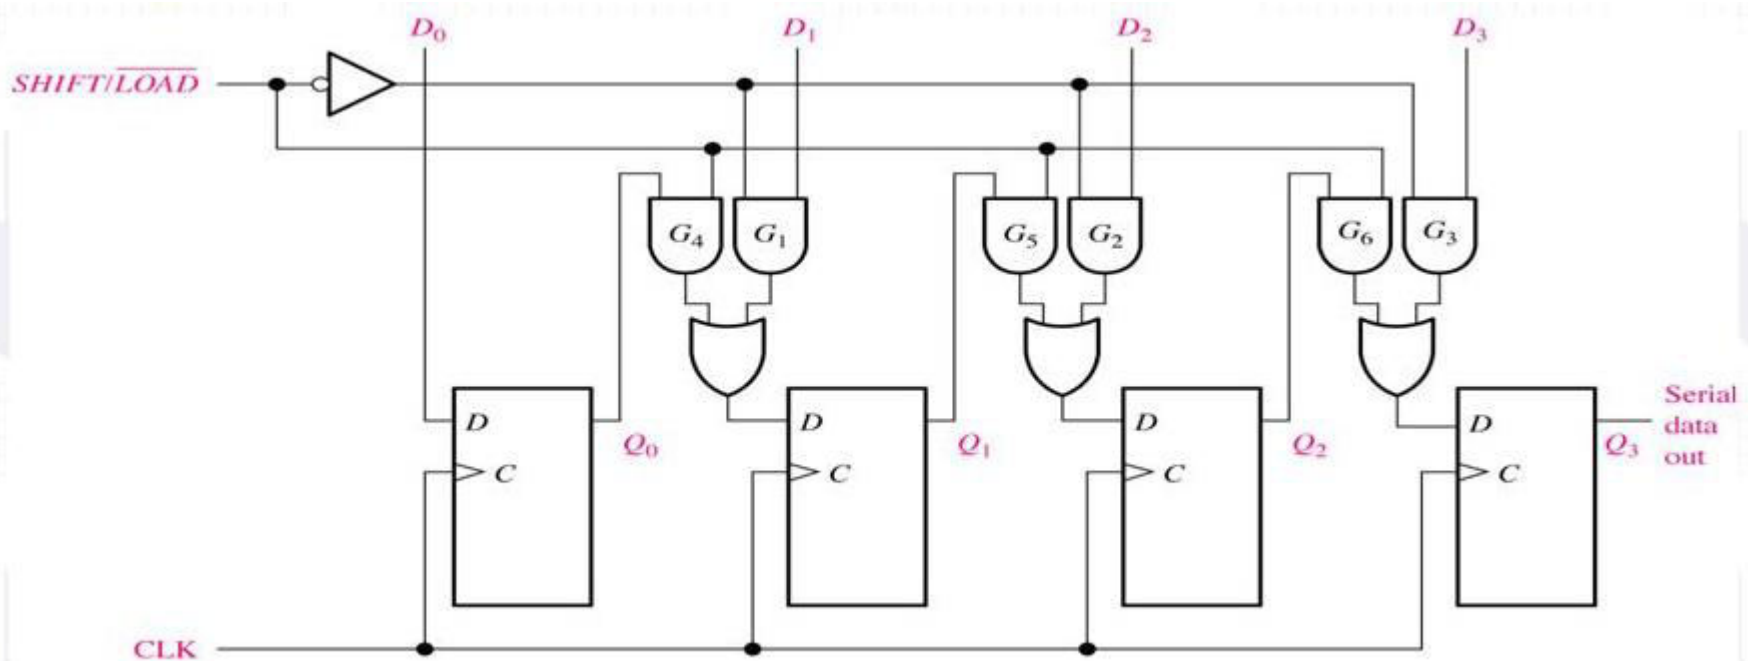 D₀ D₁ D₂ D₃
SHIFT/L̅O̅A̅D̅
G₄ G₁ G₅ G₂ G₆ G₃
D D D D
Q₀ Q₁ Q₂ Q₃
Serial
data
out
C C C C
CLK